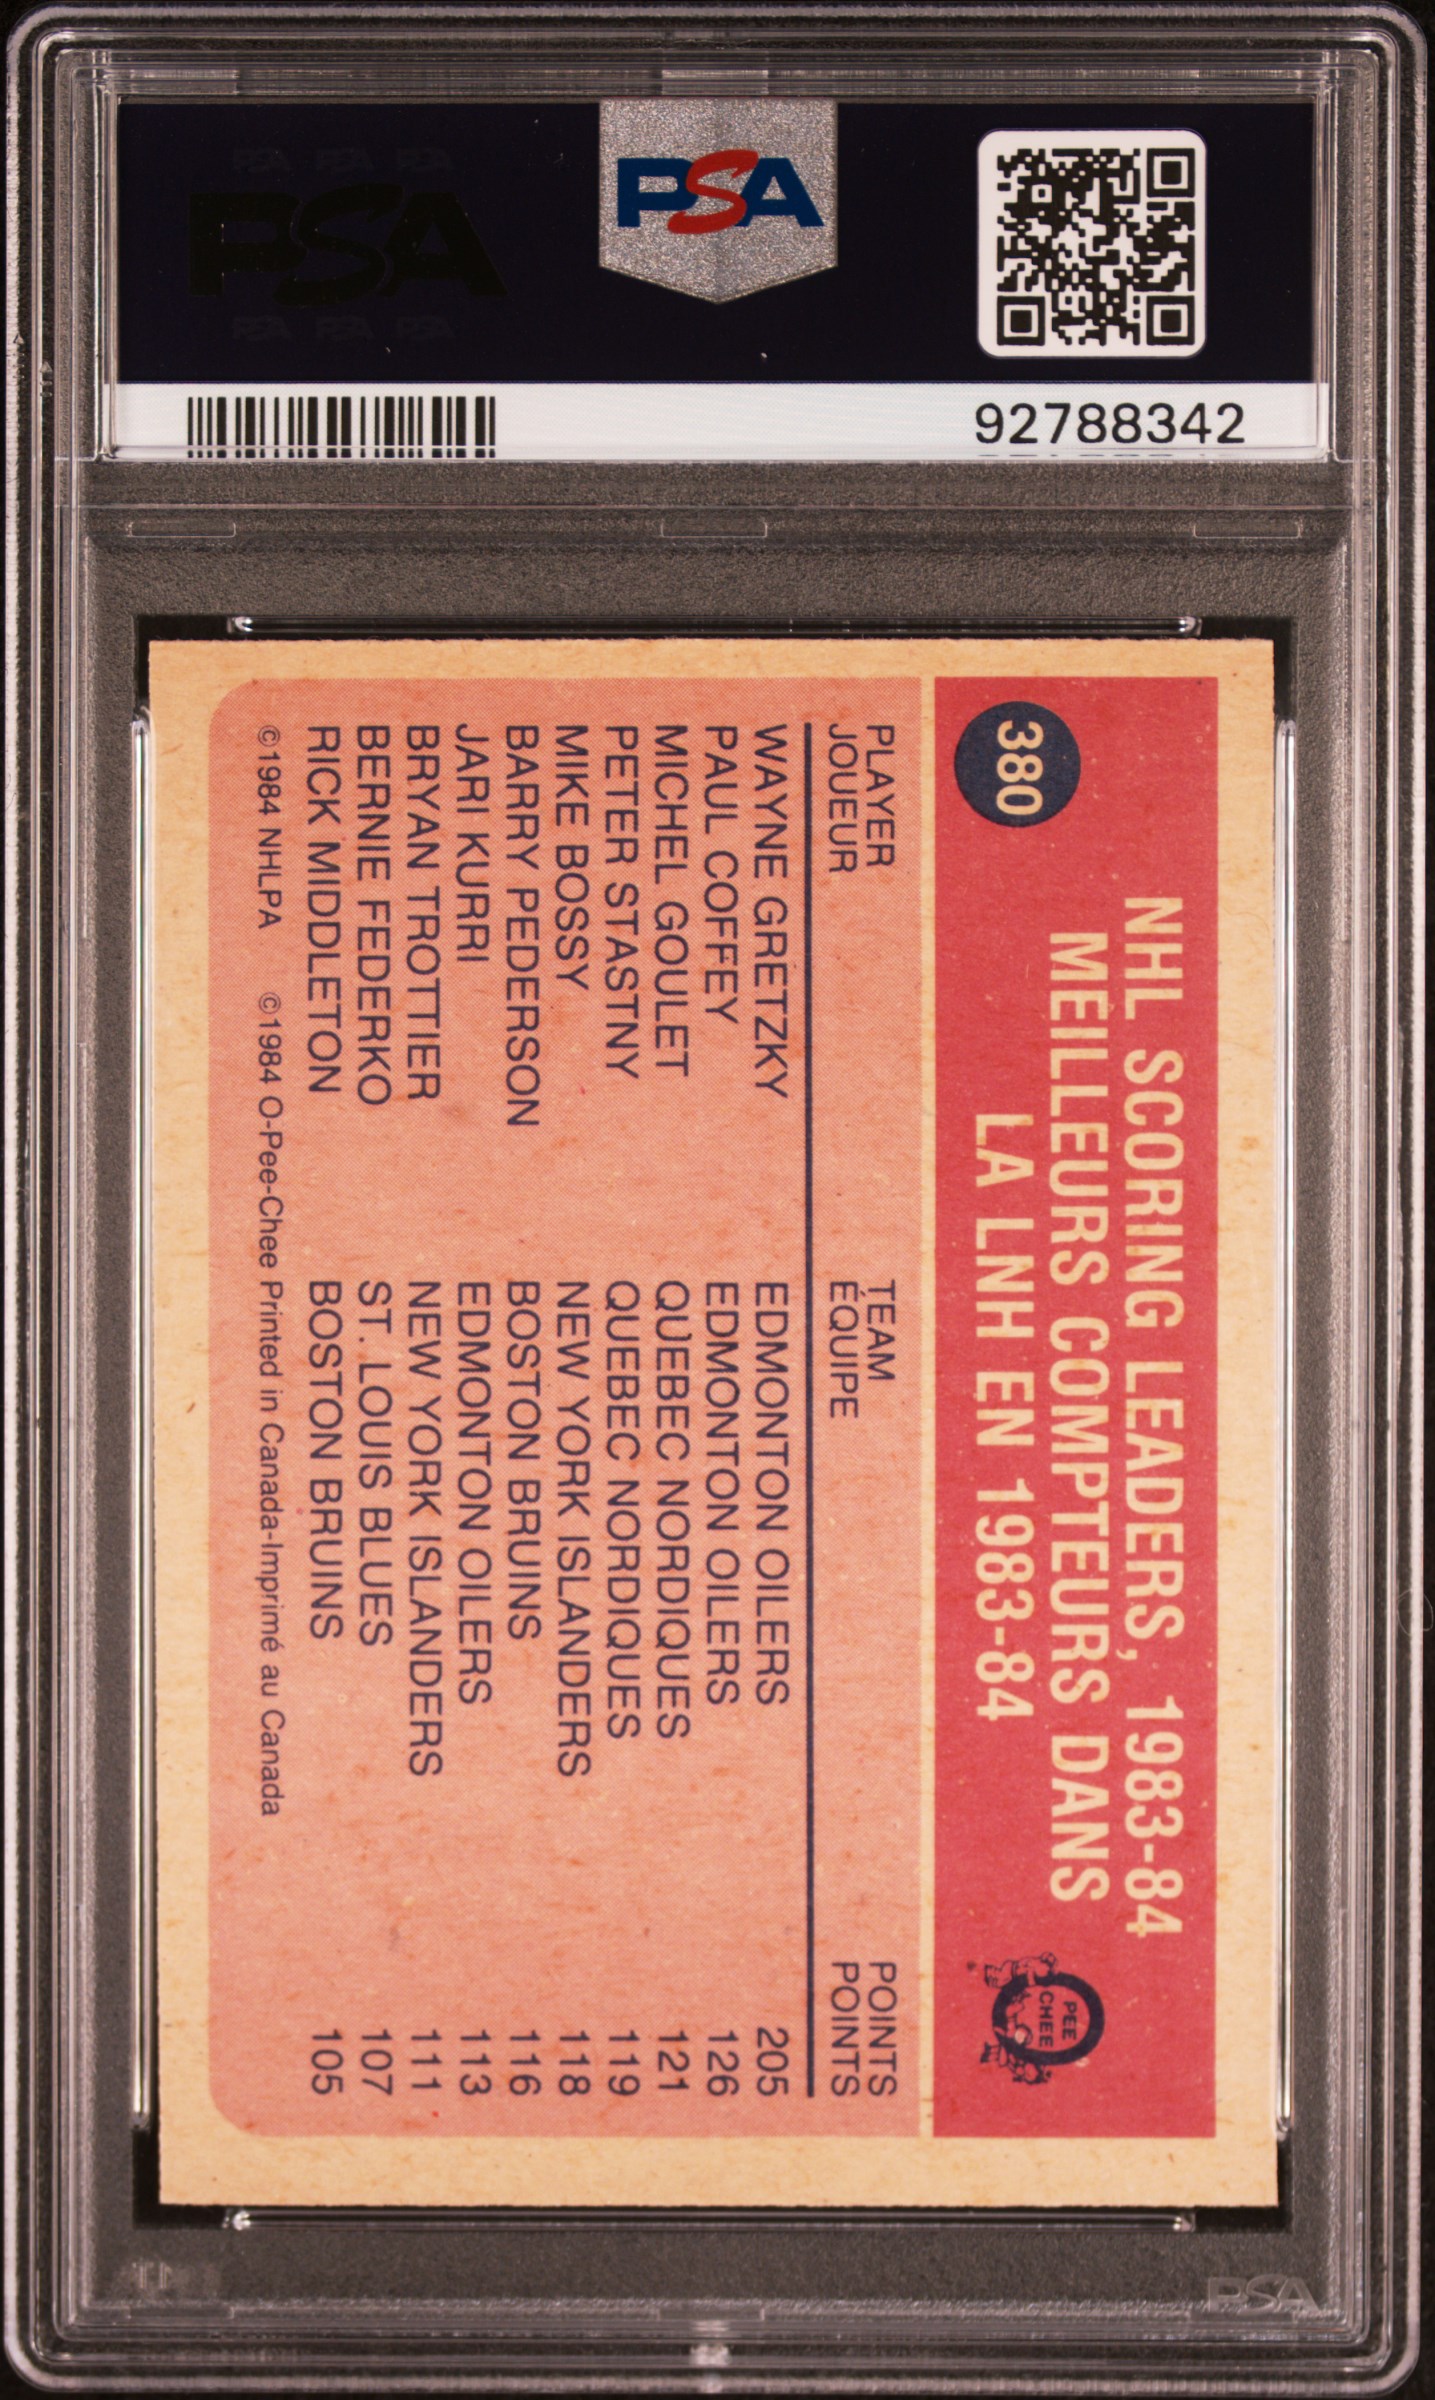 PSA
PSA
92788342
380
NHL SCORING LEADERS, 1983-84
MEILLEURS COMPTEURS DANS
LA LNH EN 1983-84
O
PEE
CHEE
PLAYER TEAM POINTS
JOUEUR ÉQUIPE POINTS
WAYNE GRETZKY EDMONTON OILERS 205
PAUL COFFEY EDMONTON OILERS 126
MICHEL GOULET QUEBEC NORDIQUES 121
PETER STASTNY QUEBEC NORDIQUES 119
MIKE BOSSY NEW YORK ISLANDERS 118
BARRY PEDERSON BOSTON BRUINS 116
JARI KURRI EDMONTON OILERS 113
BRYAN TROTTIER NEW YORK ISLANDERS 111
BERNIE FEDERKO ST. LOUIS BLUES 107
RICK MIDDLETON BOSTON BRUINS 105
©1984 NHLPA ©1984 O-Pee-Chee Printed in Canada-Imprimé au Canada
PSA